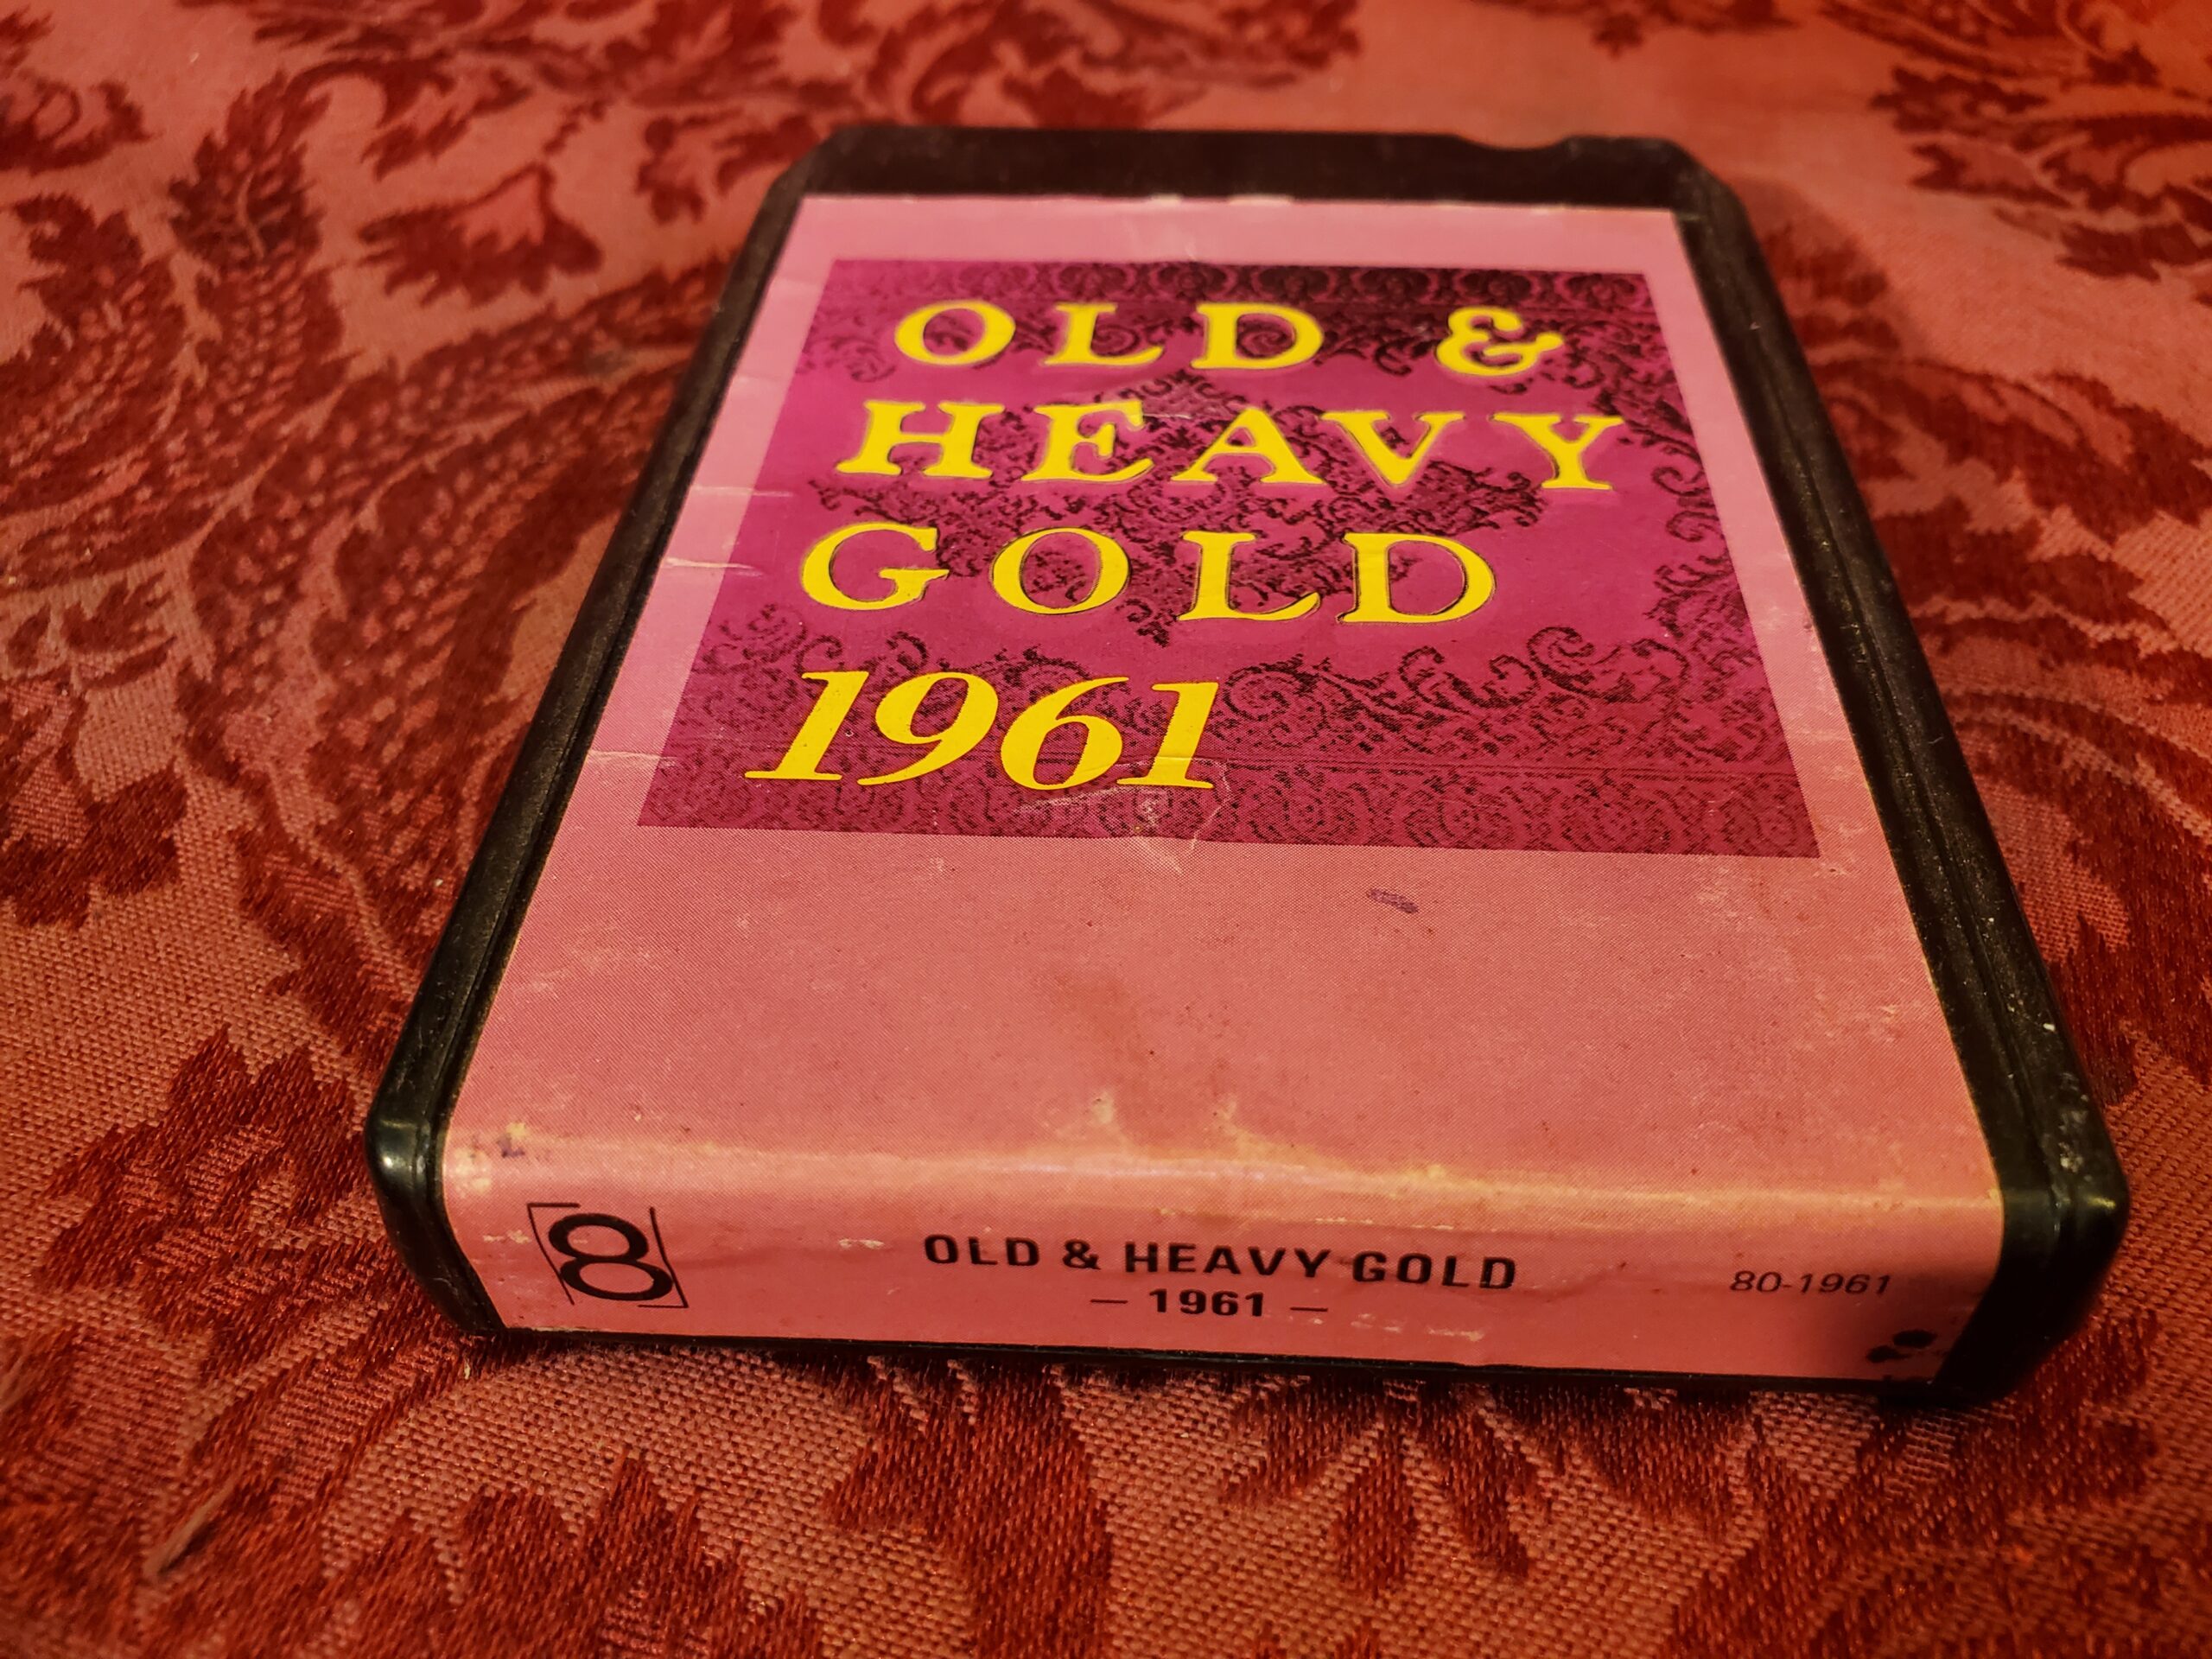 OLD &
HEAVY
GOLD
1961
8
OLD & HEAVY GOLD
– 1961 –
80-1961